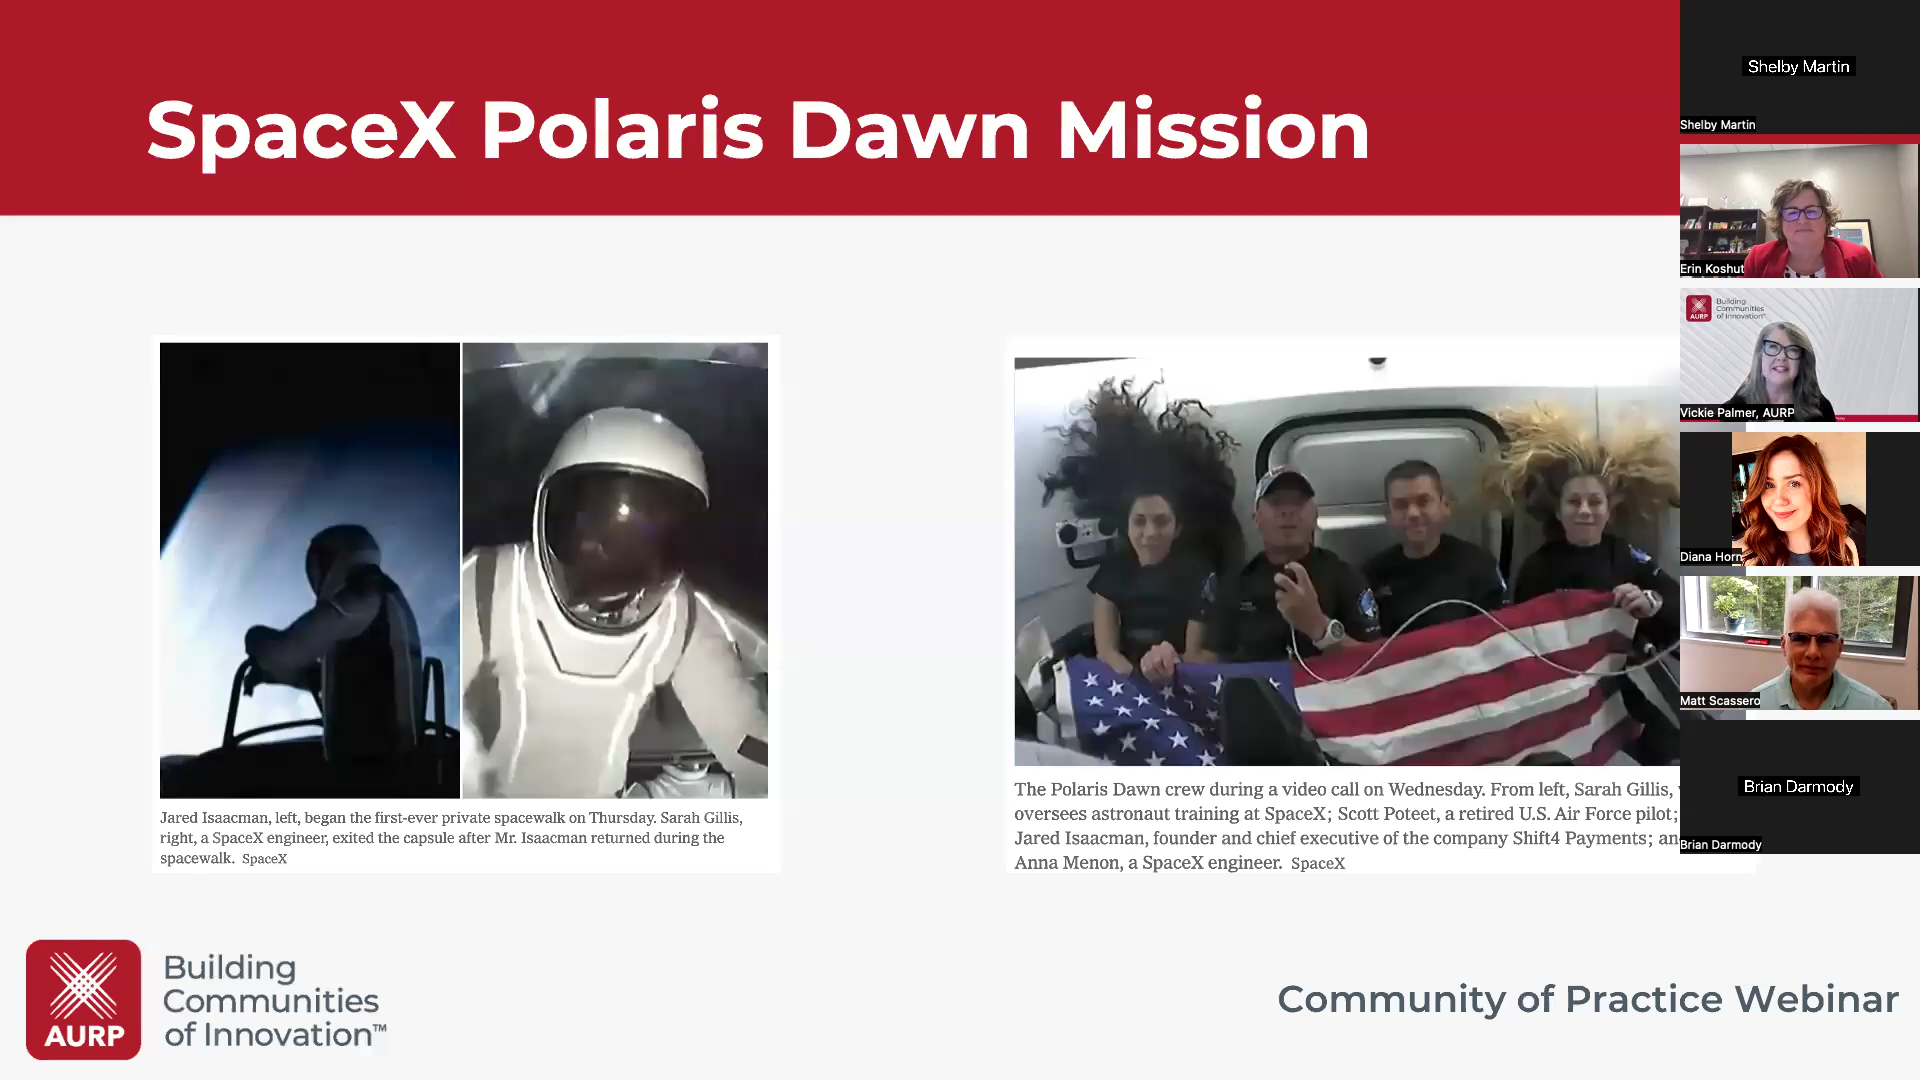 SpaceX Polaris Dawn Mission
Jared Isaacman, left, began the first-ever private spacewalk on Thursday. Sarah Gillis,
right, a SpaceX engineer, exited the capsule after Mr. Isaacman returned during the
spacewalk. SpaceX
The Polaris Dawn crew during a video call on Wednesday. From left, Sarah Gillis,
oversees astronaut training at SpaceX; Scott Poteet, a retired U.S. Air Force pilot;
Jared Isaacman, founder and chief executive of the company Shift4 Payments;
Anna Menon, a SpaceX engineer. SpaceX
AURP
Building
Communities
of Innovation™
Community of Practice Webinar
Shelby Martin
Shelby Martin
Erin Koshut
AURP
Building
Communities
of Innovation™
Vickie Palmer, AURP
Diana Horn
Matt Scassero
Brian Darmody
Brian Darmody